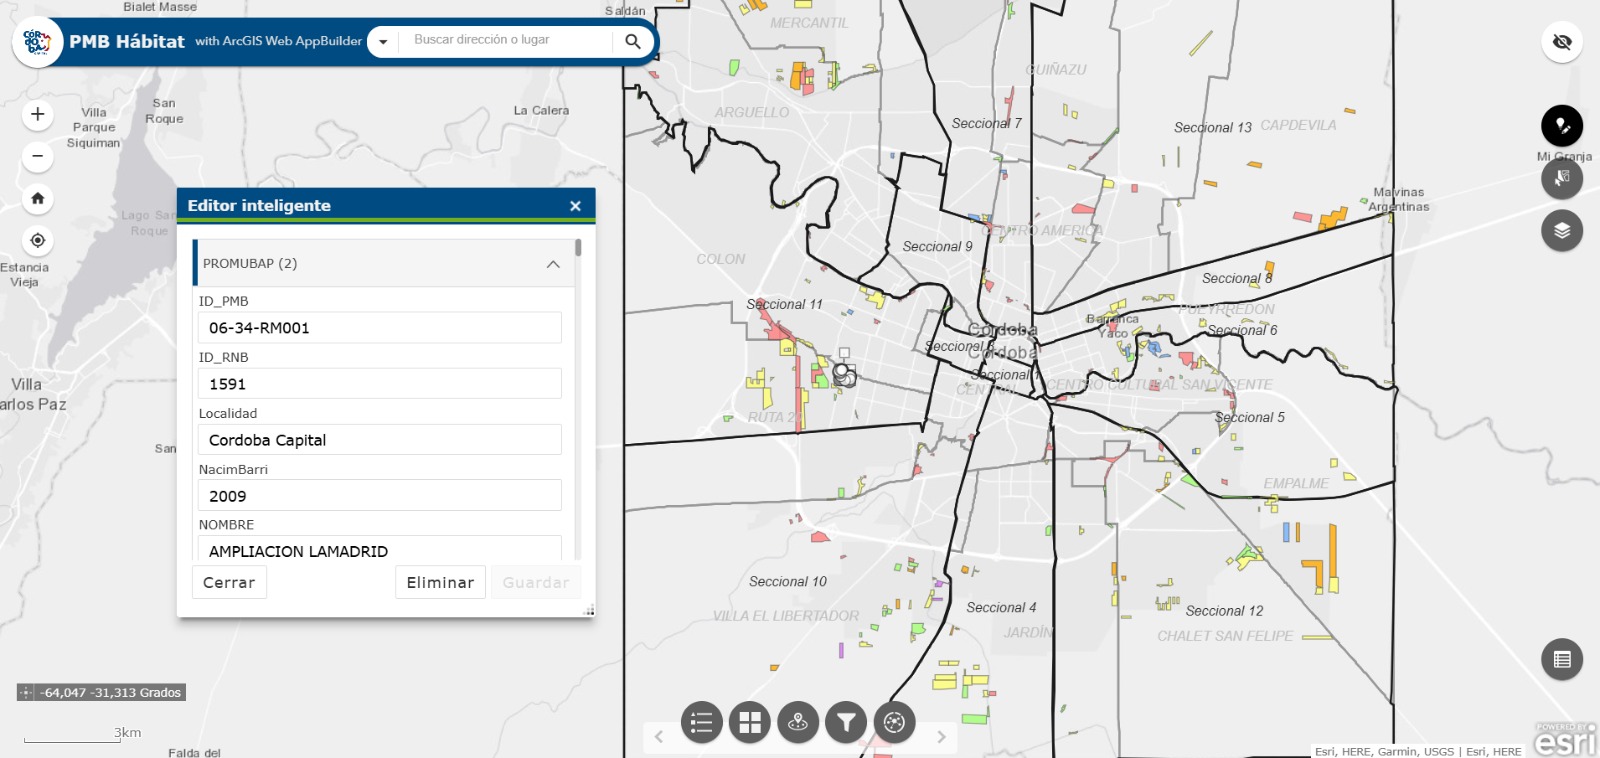 Bialet Masse
Saldán
MERCANTIL
CÓRDOBA
PMB Hábitat
with ArcGIS Web AppBuilder
Buscar dirección o lugar
GUIÑAZU
San
Roque
Villa
Parque
Siquiman
La Calera
ARGUELLO
Seccional 7
Seccional 13
CAPDEVILA
Mi Granja
Malvinas
Argentinas
Lago San
Roque
Editor inteligente
PROMUBAP (2)
ID_PMB
06-34-RM001
ID_RNB
1591
Localidad
Cordoba Capital
NacimBarri
2009
NOMBRE
AMPLIACION LAMADRID
Cerrar
Eliminar
Guardar
CENTRO AMERICA
Seccional 9
COLON
Estancia
Vieja
Seccional 8
Seccional 11
PUEYRREDON
Barranca
Yaco
Seccional 6
Córdoba
Seccional 3
Córdoba
Seccional 1
CENTRAL
CENTRO CULTURAL SAN VICENTE
Villa
Carlos Paz
RUTA 20
Seccional 5
San
EMPALME
Seccional 10
VILLA EL LIBERTADOR
Seccional 4
JARDÍN
Seccional 12
CHALET SAN FELIPE
-64,047 -31,313 Grados
3km
Falda del
POWERED BY
esri
Esri, HERE, Garmin, USGS | Esri, HERE